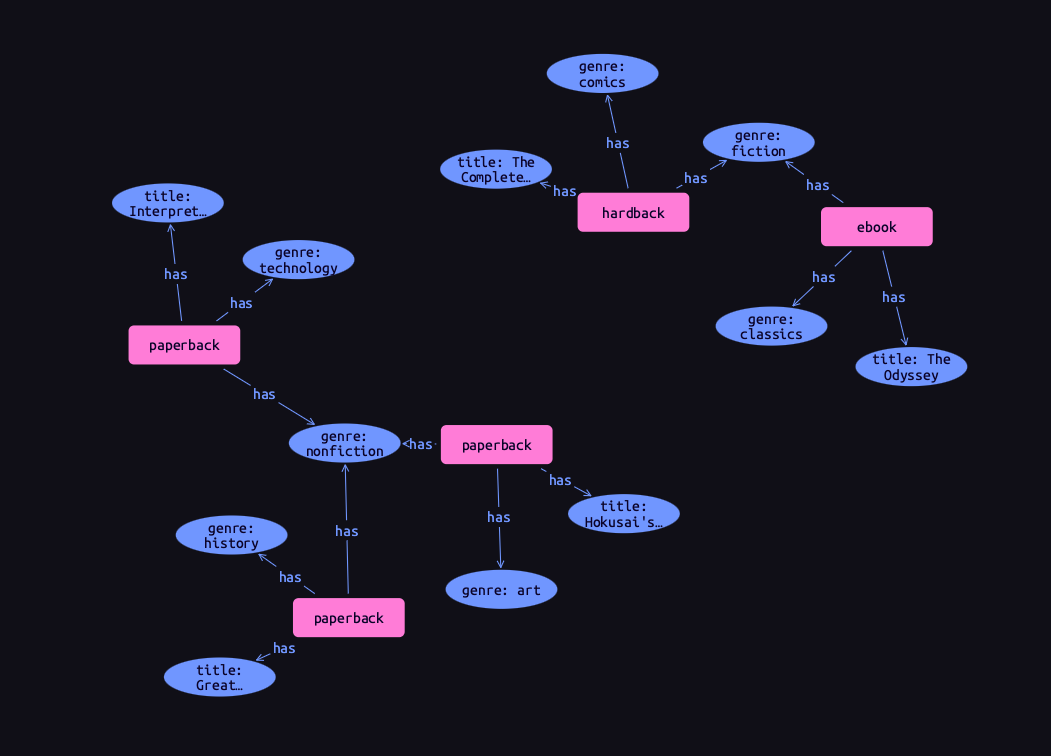 genre:
comics
has
genre:
fiction
title: The
Complete…
has
has
has
hardback
ebook
title:
Interpret…
has
genre:
technology
has
paperback
has
has
genre:
classics
title: The
Odyssey
has
genre:
nonfiction
has
paperback
has
title:
Hokusai's…
has
genre: art
has
genre:
history
has
paperback
has
title:
Great…